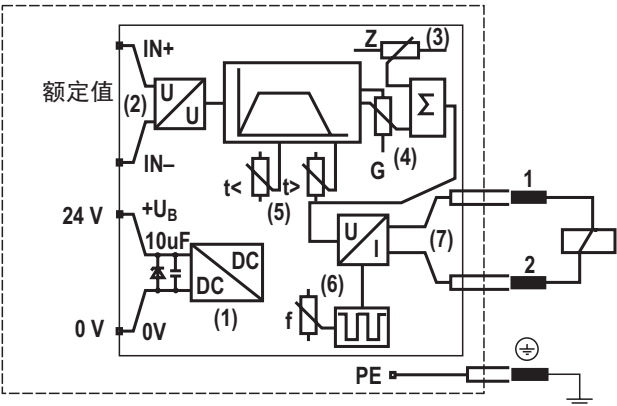 Z
(3)
IN+
额定值
(2)
U
U
Σ
IN–
G
(4)
t<
t>
(5)
1
24 V
+UB
10uF
DC
DC
(1)
U
I
(7)
2
(6)
f
0 V
0V
PE